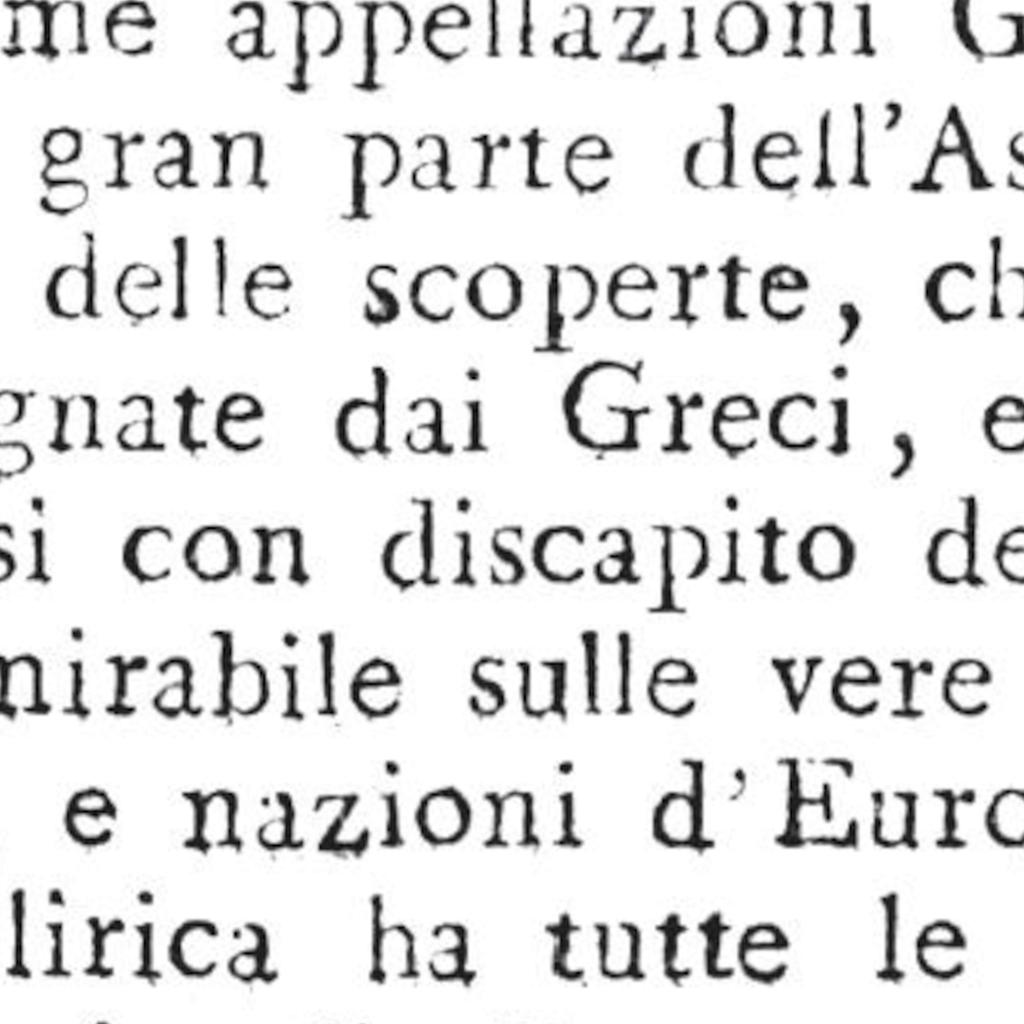 me appellazioni G
gran parte dell'As
delle scoperte, ch
gnate dai Greci, e
si con discapito de
mirabile sulle vere
e nazioni d'Euro
lirica ha tutte le